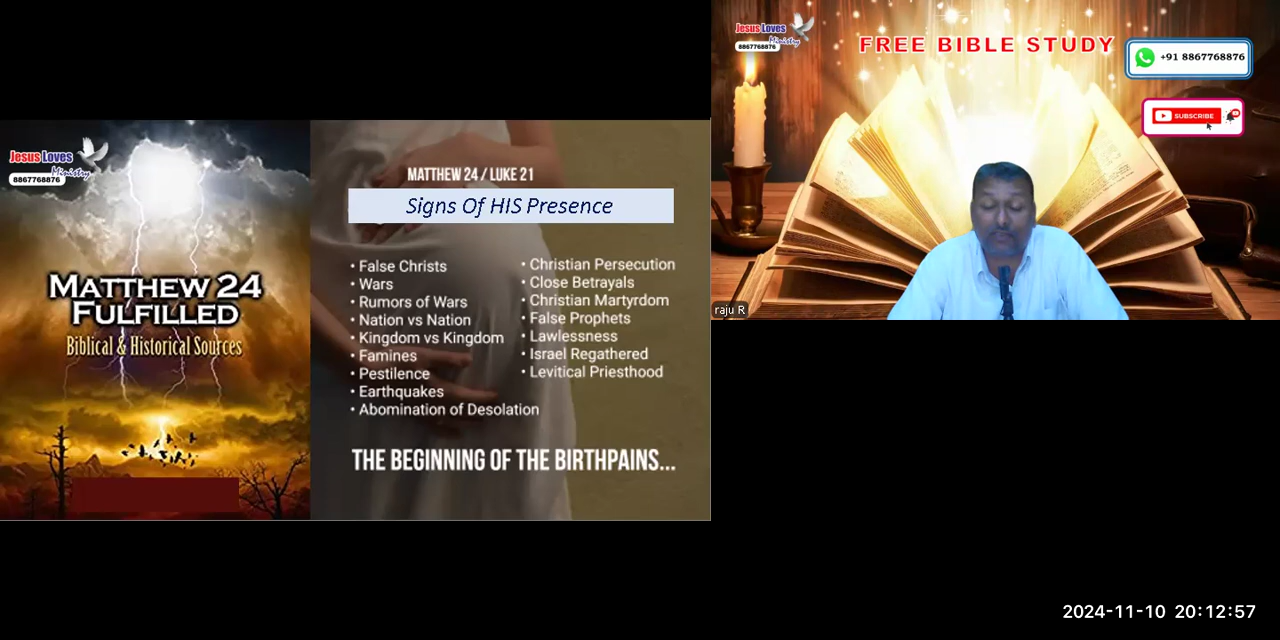 Jesus Loves
Ministry
8867768876
MATTHEW 24
FULFILLED
Biblical & Historical Sources
MATTHEW 24 / LUKE 21
Signs Of HIS Presence
• False Christs
• Wars
• Rumors of Wars
• Nation vs Nation
• Kingdom vs Kingdom
• Famines
• Pestilence
• Earthquakes
• Abomination of Desolation
• Christian Persecution
• Close Betrayals
• Christian Martyrdom
• False Prophets
• Lawlessness
• Israel Regathered
• Levitical Priesthood
THE BEGINNING OF THE BIRTHPAINS...
Jesus Loves
Ministry
8867768876
FREE BIBLE STUDY
+91 8867768876
SUBSCRIBE
raju R
2024-11-10 20:12:57